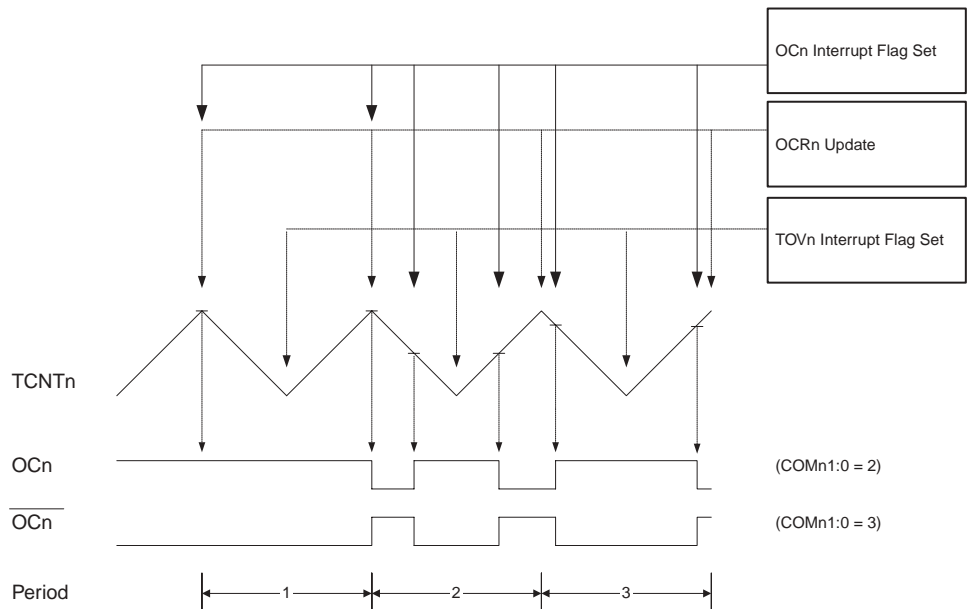 OCn Interrupt Flag Set
OCRn Update
TOVn Interrupt Flag Set
TCNTn
OCn
(COMn1:0 = 2)
OCn
(COMn1:0 = 3)
Period
1
2
3